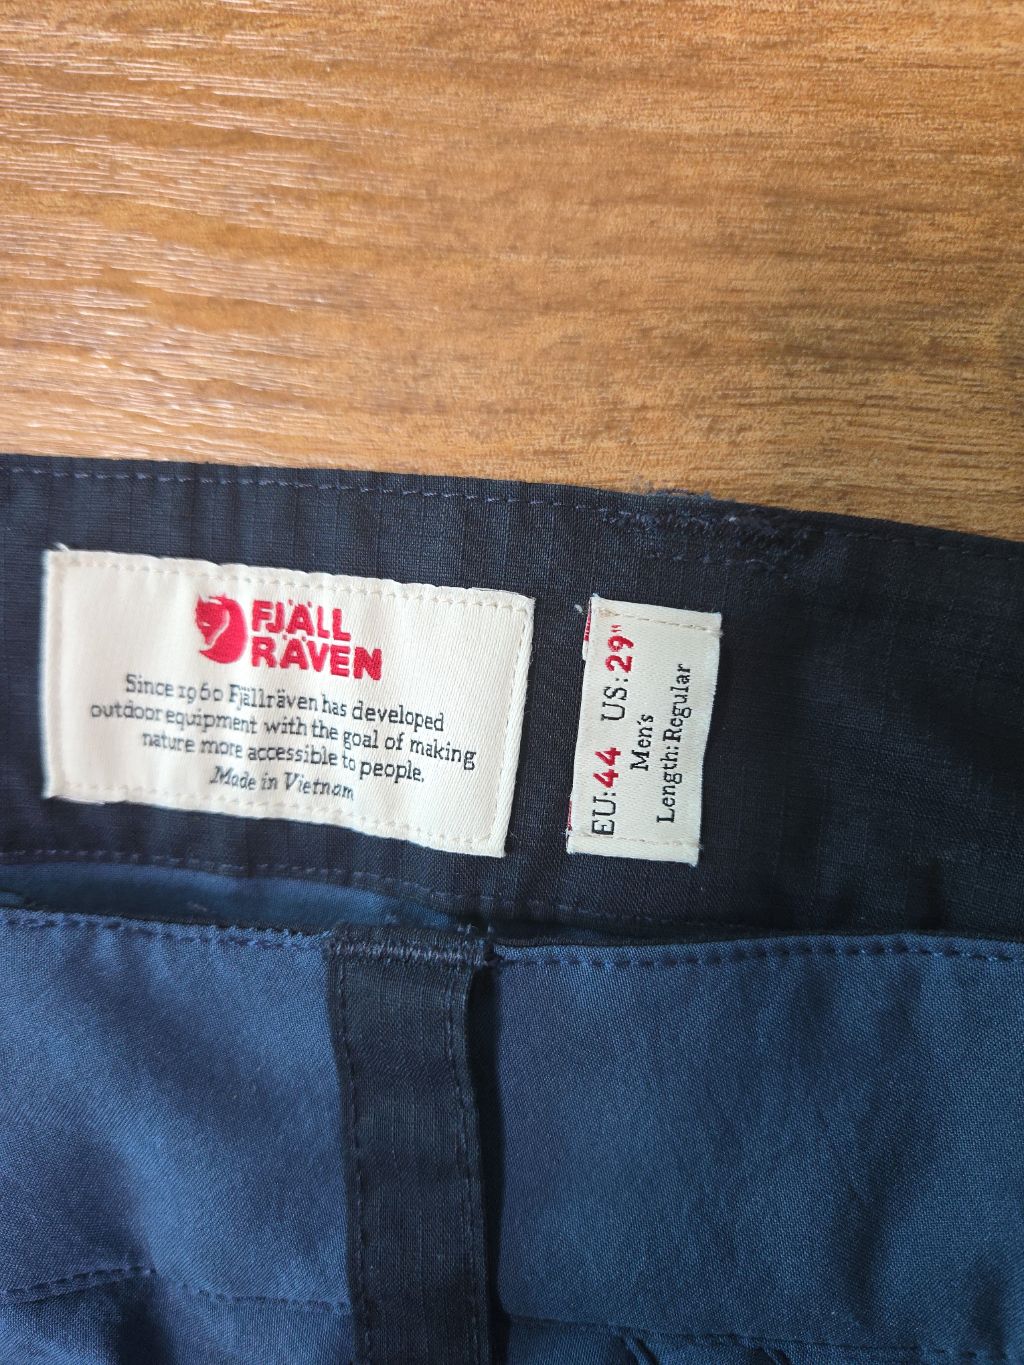 FJÄLL
RÄVEN
Since 1960 Fjällräven has developed
outdoor equipment with the goal of making
nature more accessible to people.
Made in Vietnam
EU:44 US:29"
Men's
Length: Regular